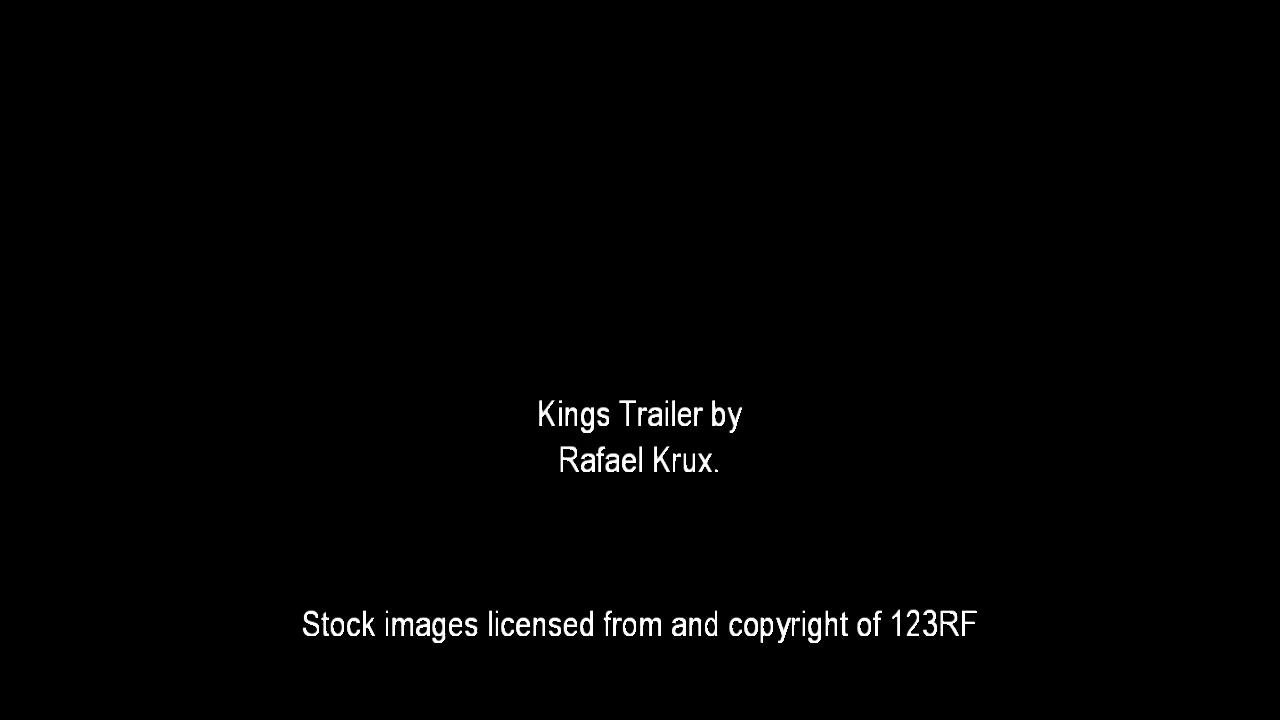 Kings Trailer by
Rafael Krux.
Stock images licensed from and copyright of 123RF